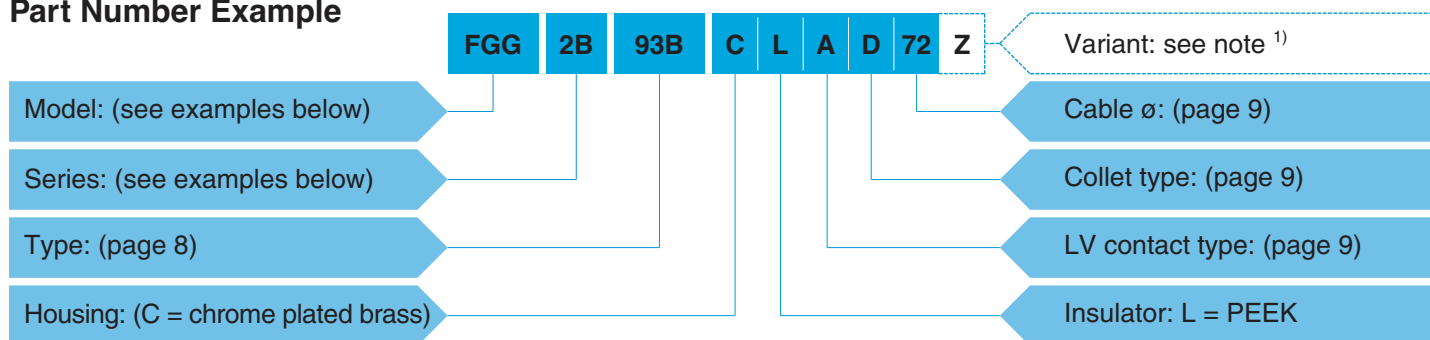 Part Number Example
FGG 2B 93B C L A D 72 Z
Variant: see note 1)
Model: (see examples below)
Cable ø: (page 9)
Series: (see examples below)
Collet type: (page 9)
Type: (page 8)
LV contact type: (page 9)
Housing: (C = chrome plated brass)
Insulator: L = PEEK